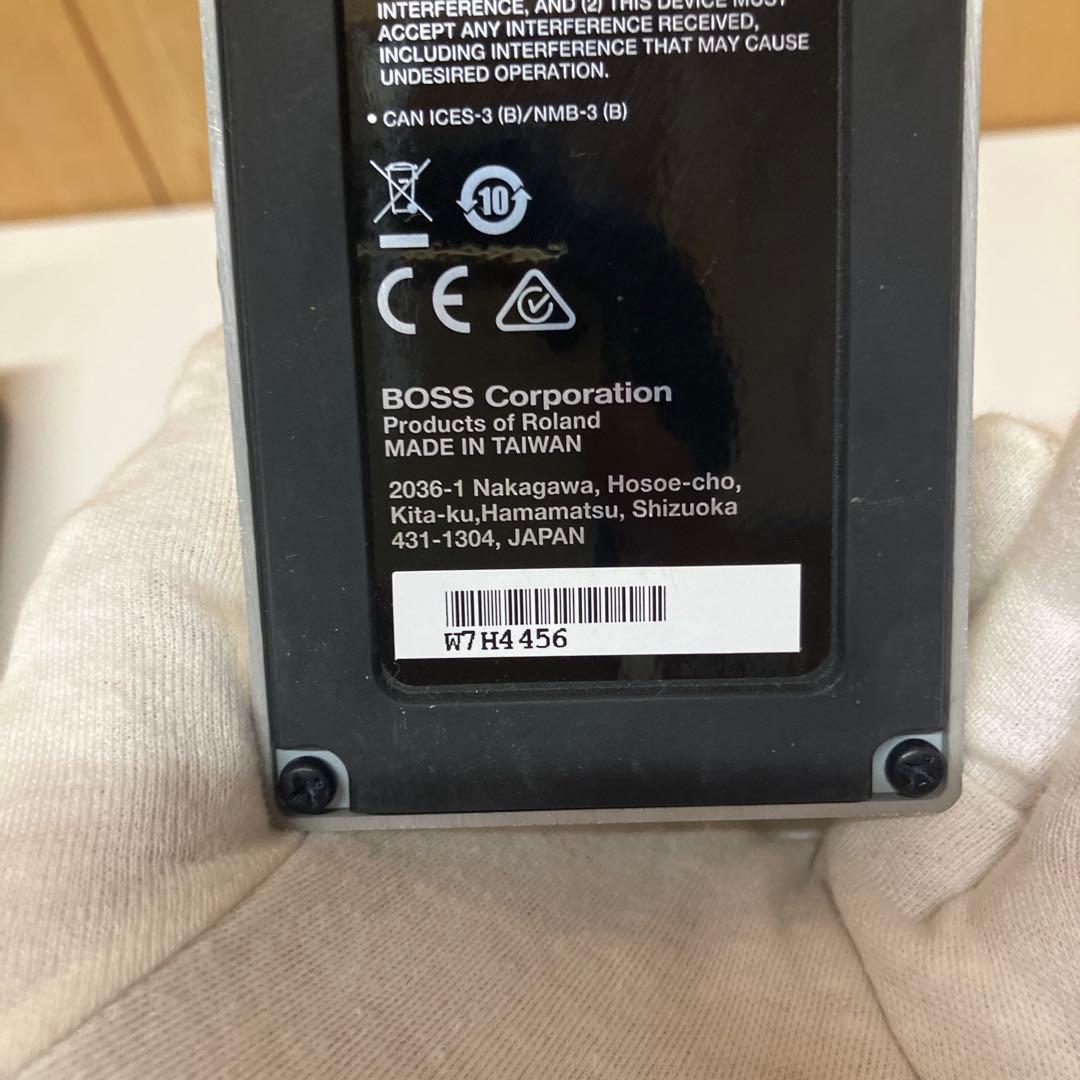 INTERFERENCE, AND (2) THIS DEVICE MUST
ACCEPT ANY INTERFERENCE RECEIVED,
INCLUDING INTERFERENCE THAT MAY CAUSE
UNDESIRED OPERATION.
• CAN ICES-3 (B)/NMB-3 (B)
10
CE
BOSS Corporation
Products of Roland
MADE IN TAIWAN
2036-1 Nakagawa, Hosoe-cho,
Kita-ku,Hamamatsu, Shizuoka
431-1304, JAPAN
W7H4456